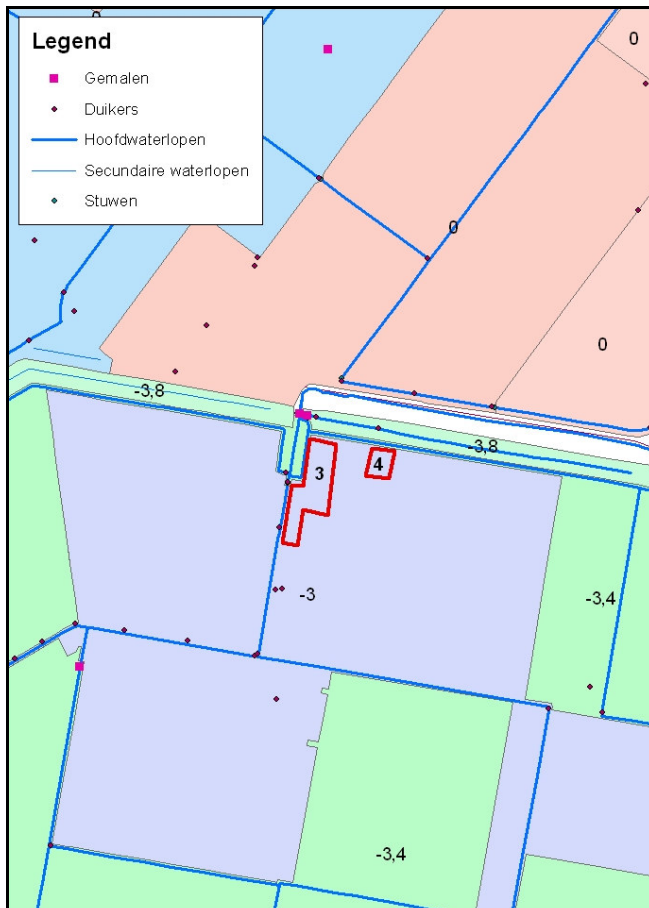 0
Legend
Gemalen
Duikers
Hoofdwaterlopen
Secundaire waterlopen
Stuwen
0
0
0
-3,8
-3,8
3
4
-3
-3,4
-3,4